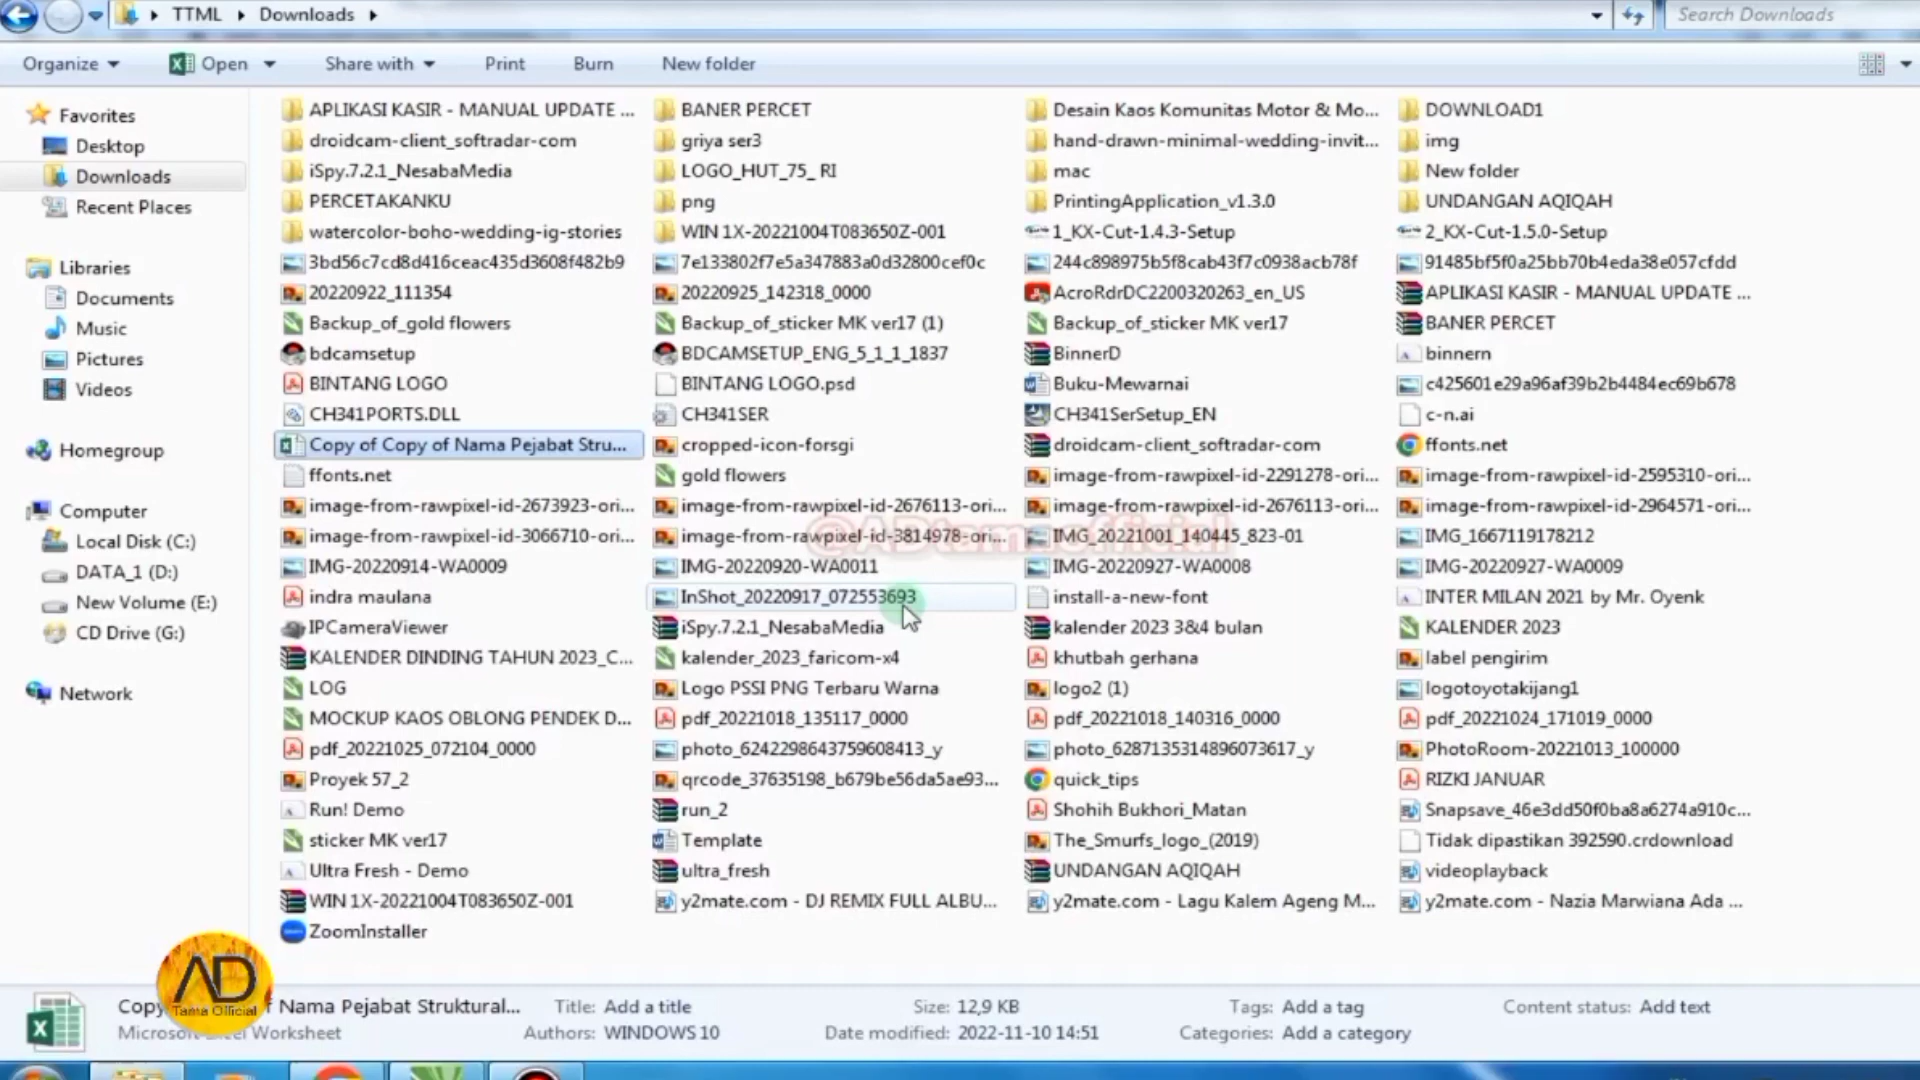 TTML Downloads Search Downloads
Organize Open Share with Print Burn New folder
Favorites
Desktop
Downloads
Recent Places
Libraries
Documents
Music
Pictures
Videos
Homegroup
Computer
Local Disk (C:)
DATA_1 (D:)
New Volume (E:)
CD Drive (G:)
Network
APLIKASI KASIR - MANUAL UPDATE ... BANER PERCET Desain Kaos Komunitas Motor & Mo... DOWNLOAD1
droidcam-client_softradar-com griya ser3 hand-drawn-minimal-wedding-invit... img
iSpy.7.2.1_NesabaMedia LOGO_HUT_75_ RI mac New folder
PERCETAKANKU png PrintingApplication_v1.3.0 UNDANGAN AQIQAH
watercolor-boho-wedding-ig-stories WIN 1X-20221004T083650Z-001 1_KX-Cut-1.4.3-Setup 2_KX-Cut-1.5.0-Setup
3bd56c7cd8d416ceac435d3608f482b9 7e133802f7e5a347883a0d32800cef0c 244c898975b5f8cab43f7c0938acb78f 91485bf5f0a25bb70b4eda38e057cfdd
20220922_111354 20220925_142318_0000 AcroRdrDC2200320263_en_US APLIKASI KASIR - MANUAL UPDATE ...
Backup_of_gold flowers Backup_of_sticker MK ver17 (1) Backup_of_sticker MK ver17 BANER PERCET
bdcamsetup BDCAMSETUP_ENG_5_1_1_1837 BinnerD binnern
BINTANG LOGO BINTANG LOGO.psd Buku-Mewarnai c425601e29a96af39b2b4484ec69b678
CH341PORTS.DLL CH341SER CH341SerSetup_EN c-n.ai
Copy of Copy of Nama Pejabat Stru... cropped-icon-forsgi droidcam-client_softradar-com ffonts.net
ffonts.net gold flowers image-from-rawpixel-id-2291278-ori... image-from-rawpixel-id-2595310-ori...
image-from-rawpixel-id-2673923-ori... image-from-rawpixel-id-2676113-ori... image-from-rawpixel-id-2676113-ori... image-from-rawpixel-id-2964571-ori...
@ADtamaofficial
image-from-rawpixel-id-3066710-ori... image-from-rawpixel-id-3814978-ori... IMG_20221001_140445_823-01 IMG_1667119178212
IMG-20220914-WA0009 IMG-20220920-WA0011 IMG-20220927-WA0008 IMG-20220927-WA0009
indra maulana InShot_20220917_072553693 install-a-new-font INTER MILAN 2021 by Mr. Oyenk
IPCameraViewer iSpy.7.2.1_NesabaMedia kalender 2023 3&4 bulan KALENDER 2023
KALENDER DINDING TAHUN 2023_C... kalender_2023_faricom-x4 khutbah gerhana label pengirim
LOG Logo PSSI PNG Terbaru Warna logo2 (1) logotoyotakijang1
MOCKUP KAOS OBLONG PENDEK D... pdf_20221018_135117_0000 pdf_20221018_140316_0000 pdf_20221024_171019_0000
pdf_20221025_072104_0000 photo_6242298643759608413_y photo_6287135314896073617_y PhotoRoom-20221013_100000
Proyek 57_2 qrcode_37635198_b679be56da5ae93... quick_tips RIZKI JANUAR
Run! Demo run_2 Shohih Bukhori_Matan Snapsave_46e3dd50f0ba8a6274a910c...
sticker MK ver17 Template The_Smurfs_logo_(2019) Tidak dipastikan 392590.crdownload
Ultra Fresh - Demo ultra_fresh UNDANGAN AQIQAH videoplayback
WIN 1X-20221004T083650Z-001 y2mate.com - DJ REMIX FULL ALBU... y2mate.com - Lagu Kalem Ageng M... y2mate.com - Nazia Marwiana Ada ...
ZoomInstaller
AD
Tama Official
Copy Nama Pejabat Struktural... Title: Add a title Size: 12,9 KB Tags: Add a tag Content status: Add text
Microsoft Excel Worksheet Authors: WINDOWS 10 Date modified: 2022-11-10 14:51 Categories: Add a category